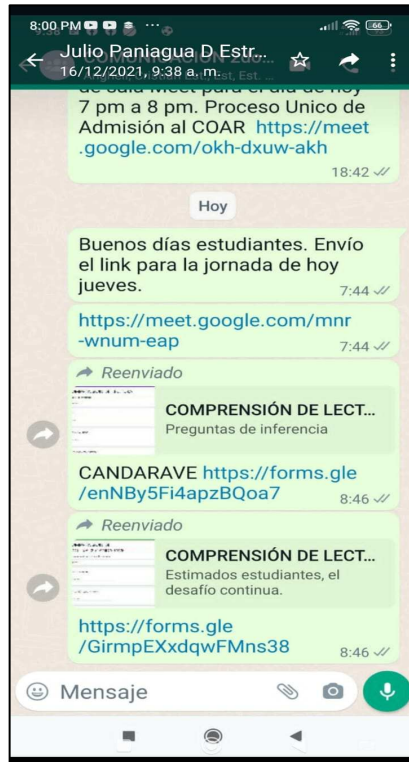 8:00 PM
66
Julio Paniagua D Estr...
16/12/2021, 9:38 a. m.
de sala Meet para el día de hoy
7 pm a 8 pm. Proceso Unico de
Admisión al COAR https://meet
.google.com/okh-dxuw-akh
18:42
Hoy
Buenos días estudiantes. Envío
el link para la jornada de hoy
jueves.
7:44
https://meet.google.com/mnr
-wnum-eap
7:44
Reenviado
COMPRENSIÓN DE LECT...
Preguntas de inferencia
CANDARAVE https://forms.gle
/enNBy5Fi4apzBQoa7
8:46
Reenviado
COMPRENSIÓN DE LECT...
Estimados estudiantes, el
desafío continua.
https://forms.gle
/GirmpEXxdqwFMns38
8:46
Mensaje